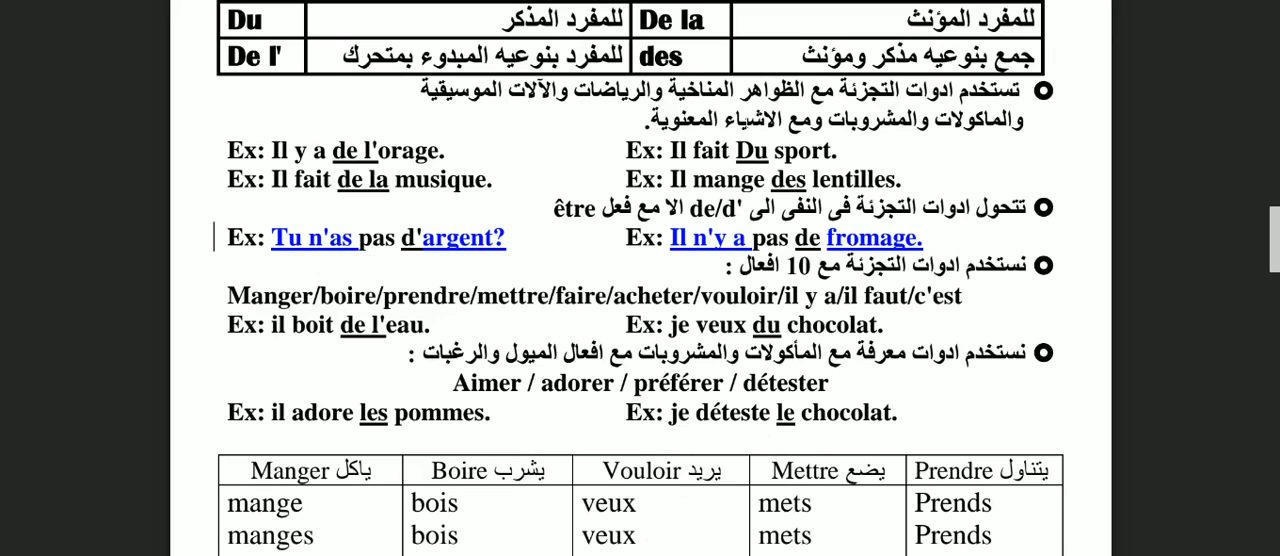 Du للمفرد المذكر De la للمفرد المؤنث
De l' للمفرد بنوعيه المبدوء بمتحرك des جمع بنوعيه مذكر ومؤنث
تستخدم ادوات التجزئة مع الظواهر المناخية والرياضات والآلات الموسيقية
والماكولات والمشروبات ومع الاشياء المعنوية.
Ex: Il y a de l'orage. Ex: Il fait Du sport.
Ex: Il fait de la musique. Ex: Il mange des lentilles.
تتحول ادوات التجزئة فى النفى الى de/d' الا مع فعل être
Ex: Tu n'as pas d'argent? Ex: Il n'y a pas de fromage.
نستخدم ادوات التجزئة مع 10 افعال :
Manger/boire/prendre/mettre/faire/acheter/vouloir/il y a/il faut/c'est
Ex: il boit de l'eau. Ex: je veux du chocolat.
نستخدم ادوات معرفة مع المأكولات والمشروبات مع افعال الميول والرغبات :
Aimer / adorer / préférer / détester
Ex: il adore les pommes. Ex: je déteste le chocolat.
Manger ياكل Boire يشرب Vouloir يريد Mettre يضع Prendre يتناول
mange bois veux mets Prends
manges bois veux mets Prends